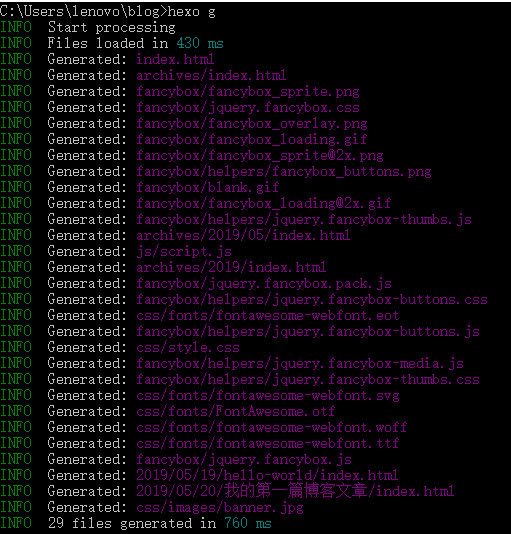 C:\Users\lenovo\blog>hexo g
INFO  Start processing
INFO  Files loaded in 430 ms
INFO  Generated: index.html
INFO  Generated: archives/index.html
INFO  Generated: fancybox/fancybox_sprite.png
INFO  Generated: fancybox/jquery.fancybox.css
INFO  Generated: fancybox/fancybox_overlay.png
INFO  Generated: fancybox/fancybox_loading.gif
INFO  Generated: fancybox/fancybox_sprite@2x.png
INFO  Generated: fancybox/helpers/fancybox_buttons.png
INFO  Generated: fancybox/blank.gif
INFO  Generated: fancybox/fancybox_loading@2x.gif
INFO  Generated: fancybox/helpers/jquery.fancybox-thumbs.js
INFO  Generated: archives/2019/05/index.html
INFO  Generated: js/script.js
INFO  Generated: archives/2019/index.html
INFO  Generated: fancybox/jquery.fancybox.pack.js
INFO  Generated: fancybox/helpers/jquery.fancybox-buttons.css
INFO  Generated: css/fonts/fontawesome-webfont.eot
INFO  Generated: fancybox/helpers/jquery.fancybox-buttons.js
INFO  Generated: css/style.css
INFO  Generated: fancybox/helpers/jquery.fancybox-media.js
INFO  Generated: fancybox/helpers/jquery.fancybox-thumbs.css
INFO  Generated: css/fonts/fontawesome-webfont.svg
INFO  Generated: css/fonts/FontAwesome.otf
INFO  Generated: css/fonts/fontawesome-webfont.woff
INFO  Generated: css/fonts/fontawesome-webfont.ttf
INFO  Generated: fancybox/jquery.fancybox.js
INFO  Generated: 2019/05/19/hello-world/index.html
INFO  Generated: 2019/05/20/我的第一篇博客文章/index.html
INFO  Generated: css/images/banner.jpg
INFO  29 files generated in 760 ms